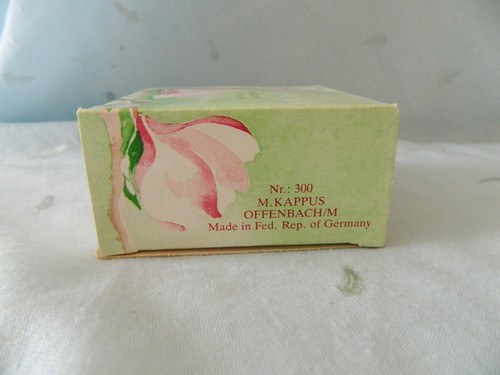 Nr.: 300
M. KAPPUS
OFFENBACH/M
Made in Fed. Rep. of Germany